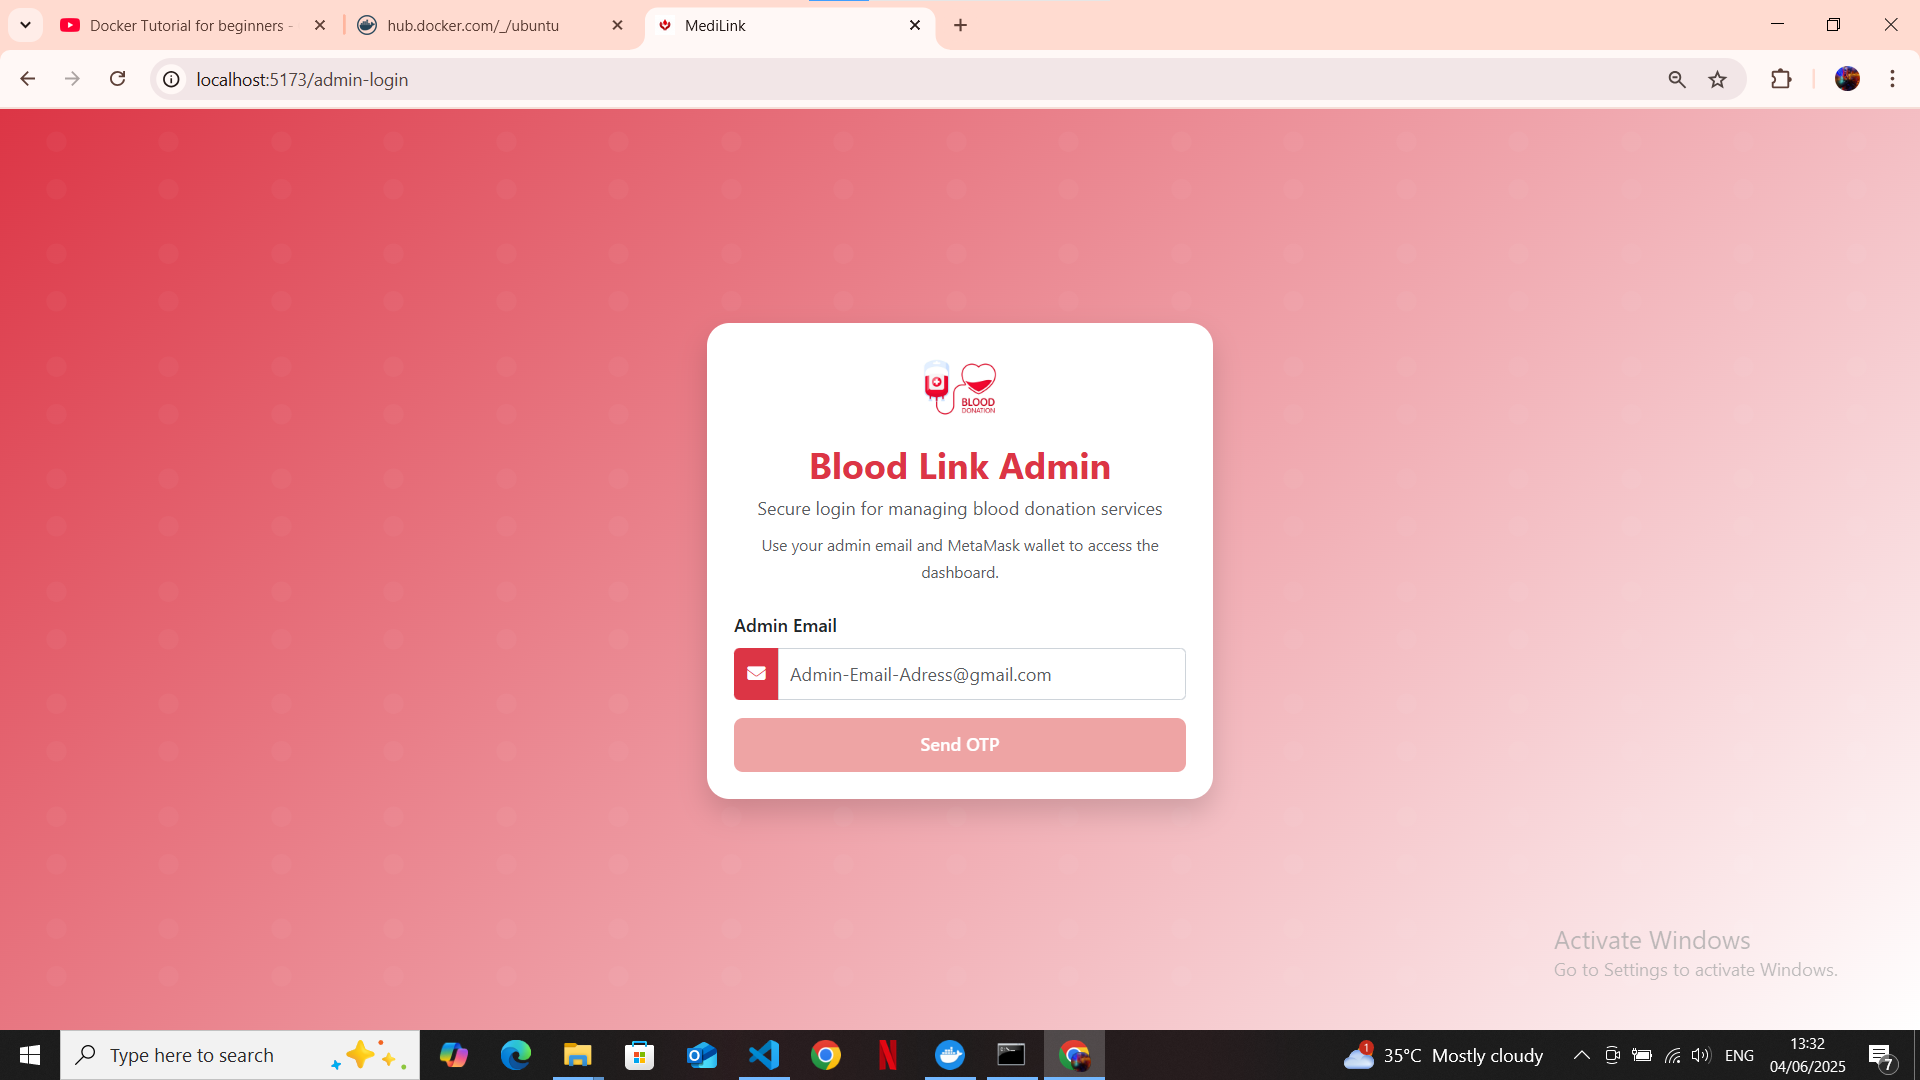 Docker Tutorial for beginners -
hub.docker.com/_/ubuntu
MediLink
localhost:5173/admin-login
BLOOD
DONATION
Blood Link Admin
Secure login for managing blood donation services
Use your admin email and MetaMask wallet to access the
dashboard.
Admin Email
Admin-Email-Adress@gmail.com
Send OTP
Activate Windows
Go to Settings to activate Windows.
Type here to search
1
35°C Mostly cloudy
ENG
13:32
04/06/2025
7